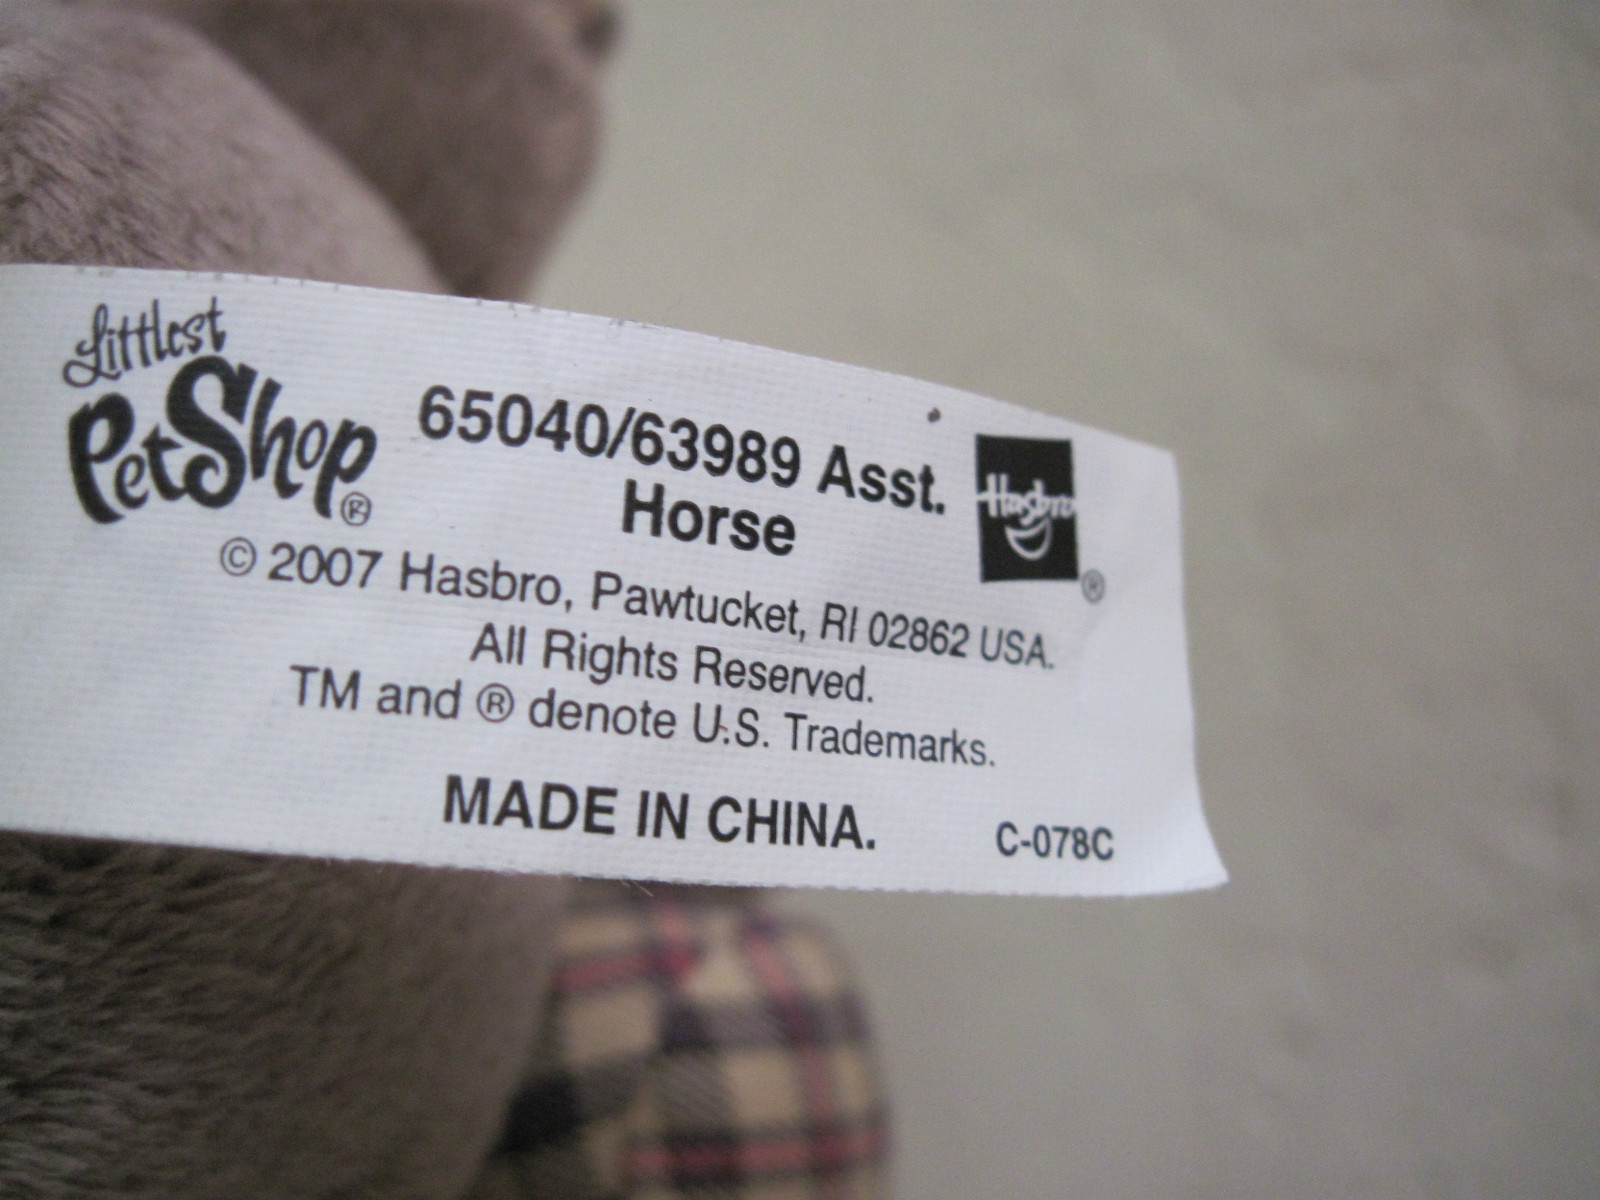 Littlest
PetShop®
65040/63989 Asst.
Horse
Hasbro
®
© 2007 Hasbro, Pawtucket, RI 02862 USA.
All Rights Reserved.
TM and ® denote U.S. Trademarks.
MADE IN CHINA.
C-078C